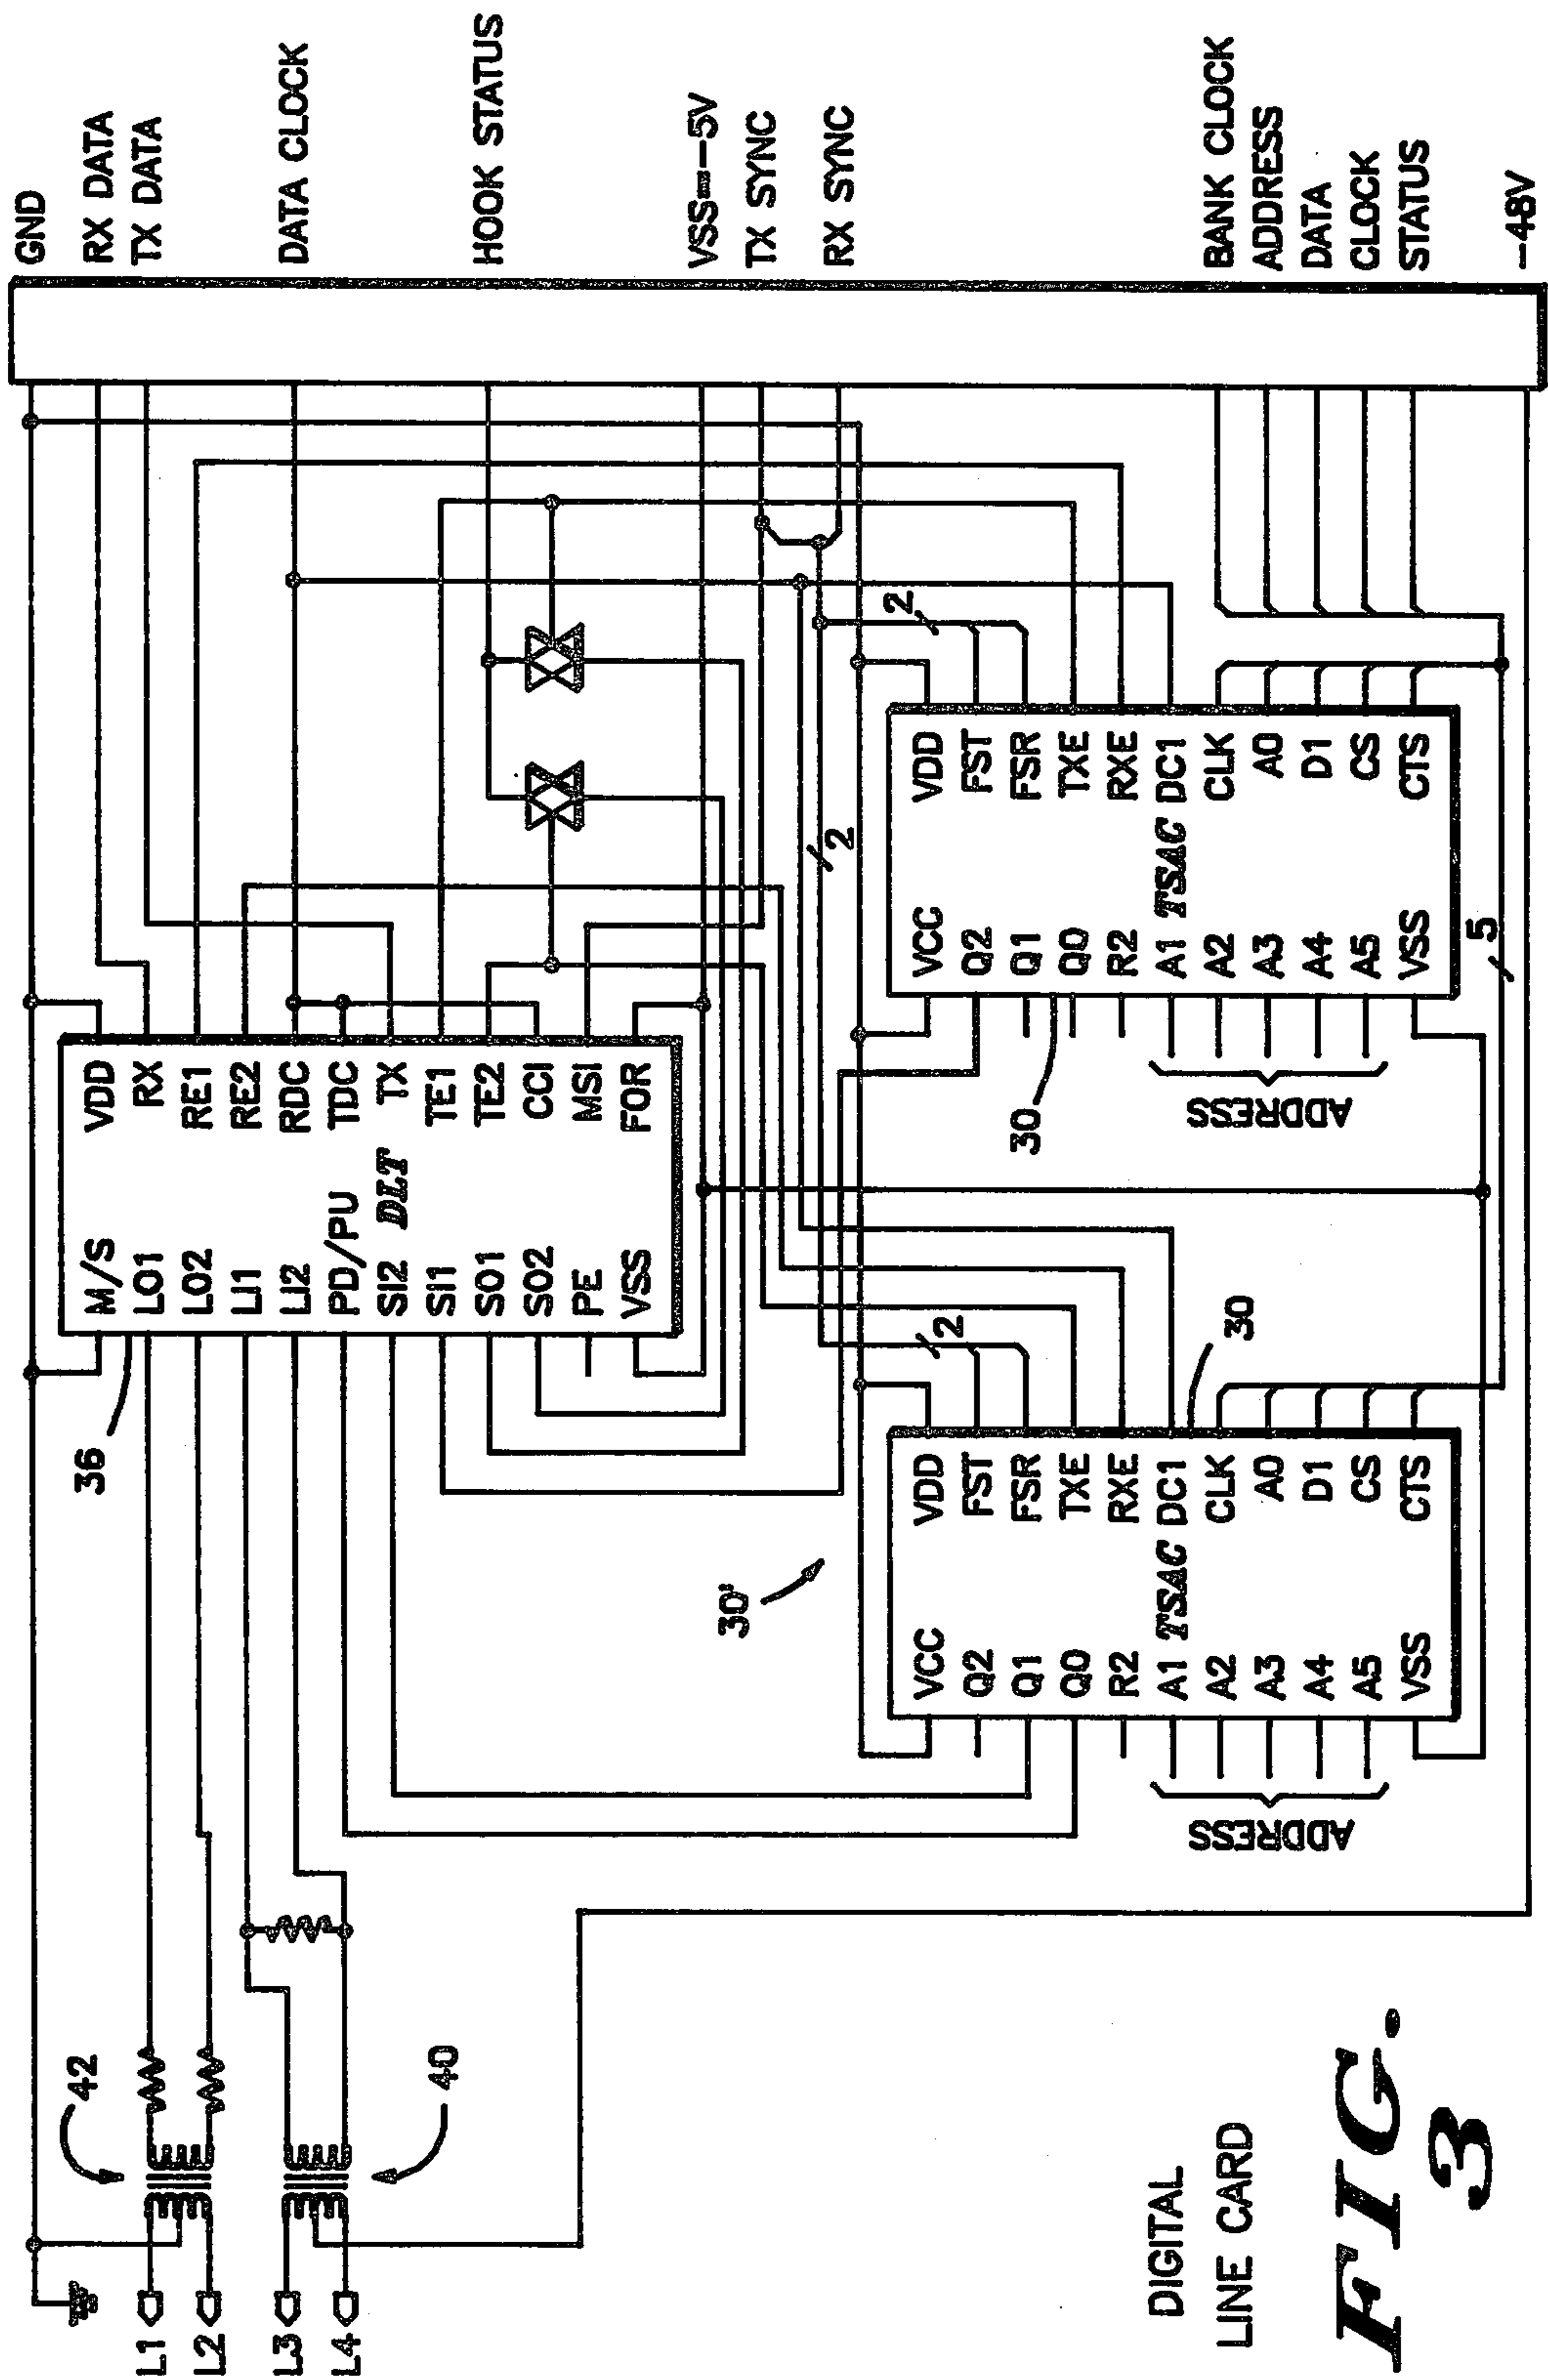 GND
RX DATA
TX DATA
DATA CLOCK
HOOK STATUS
VSS=-5V
TX SYNC
RX SYNC
BANK CLOCK
ADDRESS
DATA
CLOCK
STATUS
-48V
36
M/S
LO1
LO2
LI1
LI2
PD/PU
SI2
SI1
SO1
SO2
PE
VSS
DLT
VDD
RX
RE1
RE2
RDC
TDC
TX
TE1
TE2
CCI
MSI
FOR
2
2
2
5
30
VCC
Q2
Q1
Q0
R2
A1
A2
A3
A4
A5
VSS
TSAC
VDD
FST
FSR
TXE
RXE
DC1
CLK
A0
D1
CS
CTS
ADDRESS
30'
30
VCC
Q2
Q1
Q0
R2
A1
A2
A3
A4
A5
VSS
TSAC
VDD
FST
FSR
TXE
RXE
DC1
CLK
A0
D1
CS
CTS
ADDRESS
42
40
L1
L2
L3
L4
DIGITAL
LINE CARD
FIG.
3